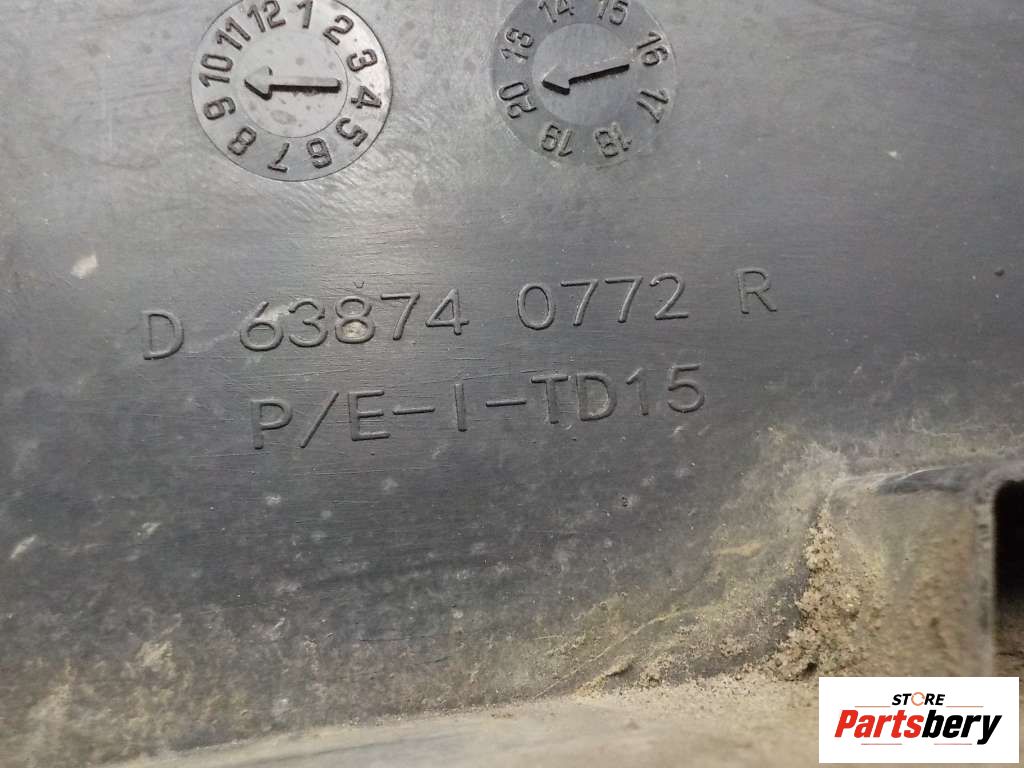 12 1 2 3 4 5 6 7 8 9 10 11
13 14 15 16 17 18 19 20
D 63874 0772 R
P/E-I-TD15
STORE
Partsbery